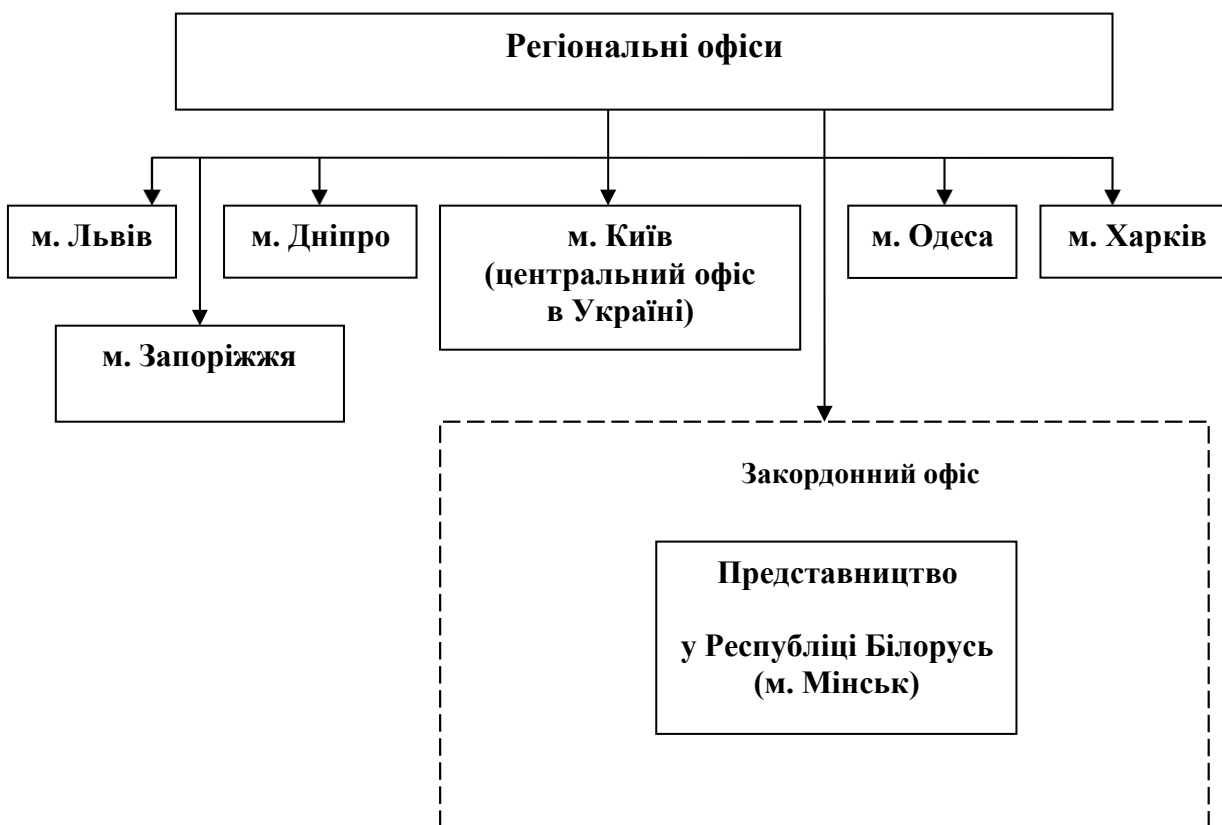 Регіональні офіси
м. Львів
м. Дніпро
м. Київ
(центральний офіс
в Україні)
м. Одеса
м. Харків
м. Запоріжжя
Закордонний офіс
Представництво
у Республіці Білорусь
(м. Мінськ)